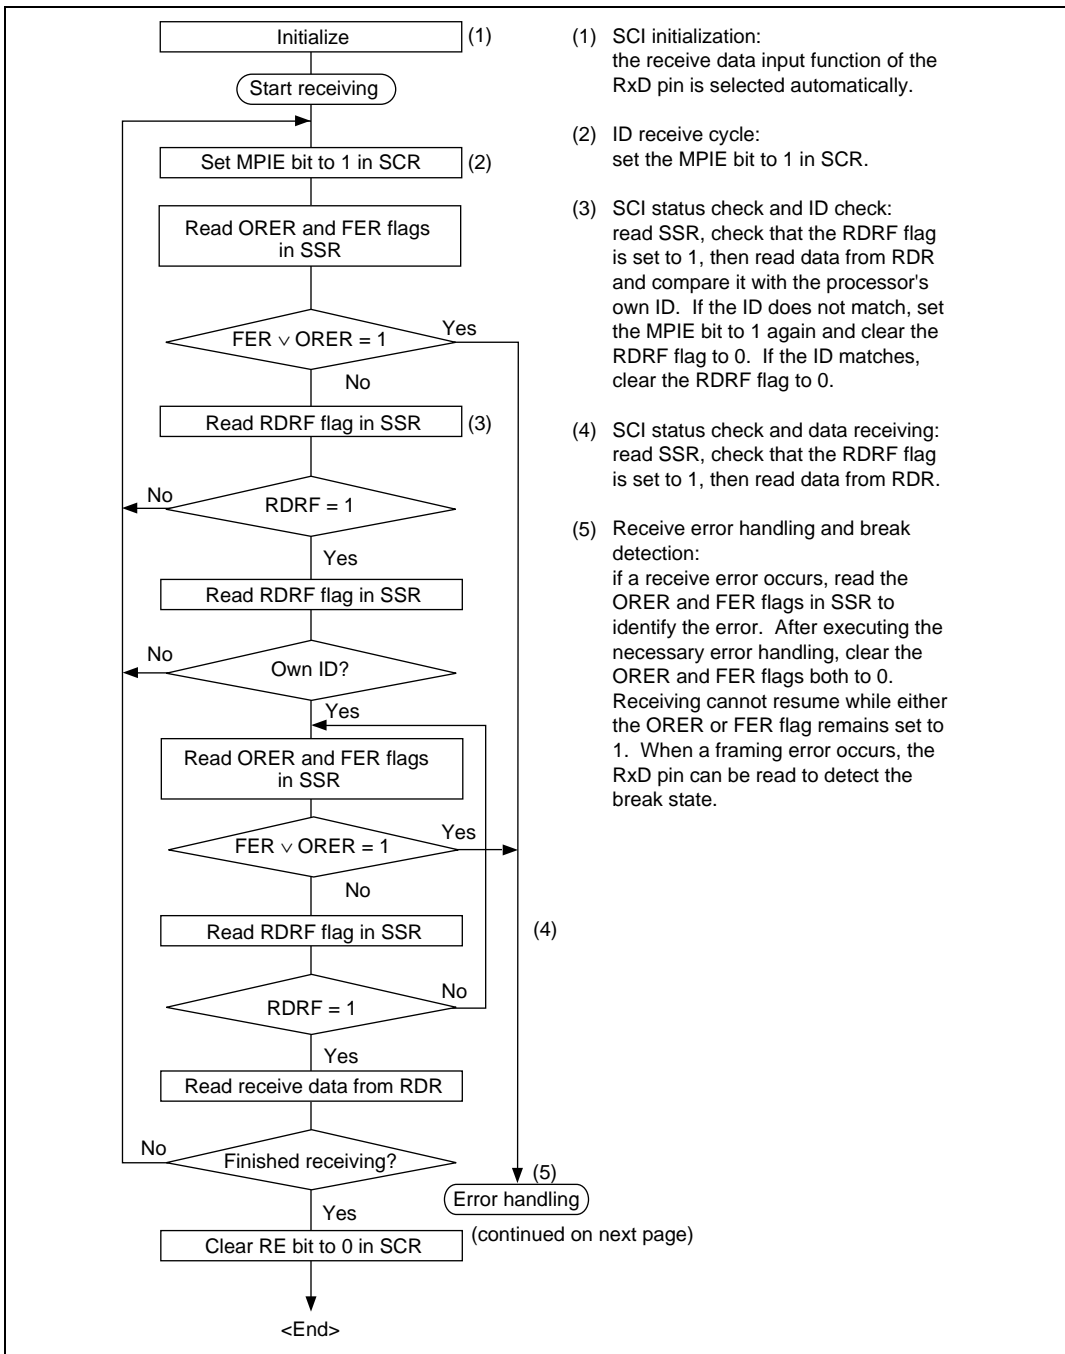 Initialize
(1)
Start receiving
Set MPIE bit to 1 in SCR
(2)
Read ORER and FER flags
in SSR
FER ∨ ORER = 1
Yes
No
Read RDRF flag in SSR
(3)
No
RDRF = 1
Yes
Read RDRF flag in SSR
No
Own ID?
Yes
Read ORER and FER flags
in SSR
FER ∨ ORER = 1
Yes
No
Read RDRF flag in SSR
(4)
RDRF = 1
No
Yes
Read receive data from RDR
No
Finished receiving?
(5)
Error handling
Yes
(continued on next page)
Clear RE bit to 0 in SCR
<End>
(1) SCI initialization:
the receive data input function of the
RxD pin is selected automatically.
(2) ID receive cycle:
set the MPIE bit to 1 in SCR.
(3) SCI status check and ID check:
read SSR, check that the RDRF flag
is set to 1, then read data from RDR
and compare it with the processor's
own ID. If the ID does not match, set
the MPIE bit to 1 again and clear the
RDRF flag to 0. If the ID matches,
clear the RDRF flag to 0.
(4) SCI status check and data receiving:
read SSR, check that the RDRF flag
is set to 1, then read data from RDR.
(5) Receive error handling and break
detection:
if a receive error occurs, read the
ORER and FER flags in SSR to
identify the error. After executing the
necessary error handling, clear the
ORER and FER flags both to 0.
Receiving cannot resume while either
the ORER or FER flag remains set to
1. When a framing error occurs, the
RxD pin can be read to detect the
break state.